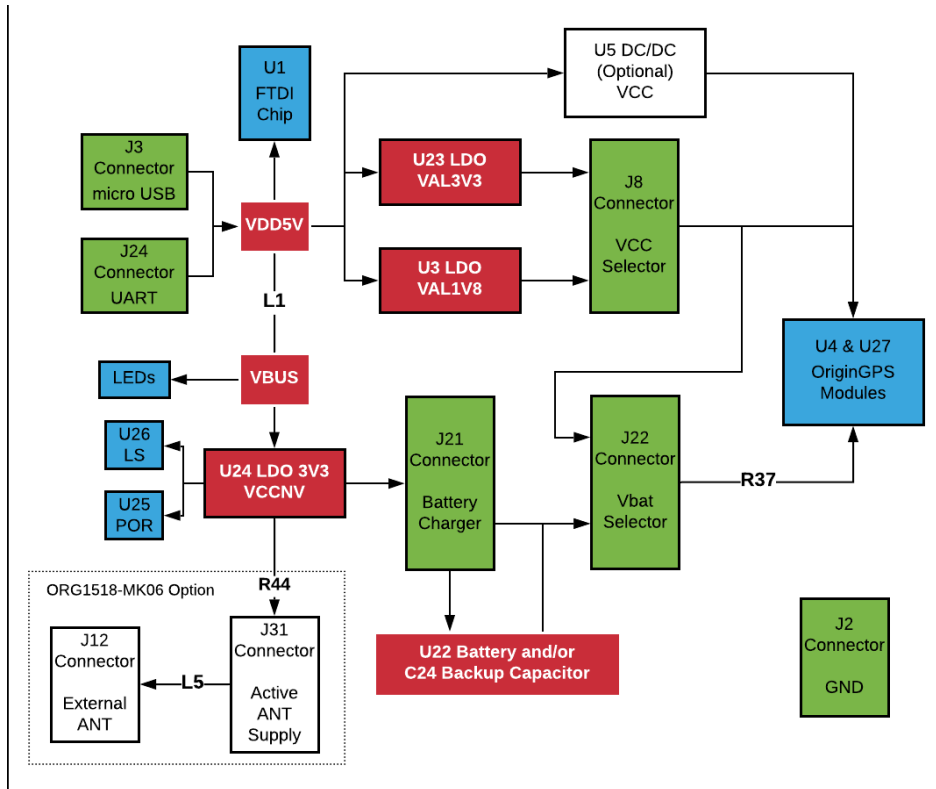 U5 DC/DC
(Optional)
VCC
U1
FTDI
Chip
J3
Connector
micro USB
U23 LDO
VAL3V3
J8
Connector
VCC
Selector
VDD5V
J24
Connector
UART
U3 LDO
VAL1V8
L1
U4 & U27
OriginGPS
Modules
LEDs
VBUS
U26
LS
U25
POR
U24 LDO 3V3
VCCNV
J21
Connector
Battery
Charger
J22
Connector
Vbat
Selector
R37
R44
ORG1518-MK06 Option
J12
Connector
External
ANT
L5
J31
Connector
Active
ANT
Supply
U22 Battery and/or
C24 Backup Capacitor
J2
Connector
GND